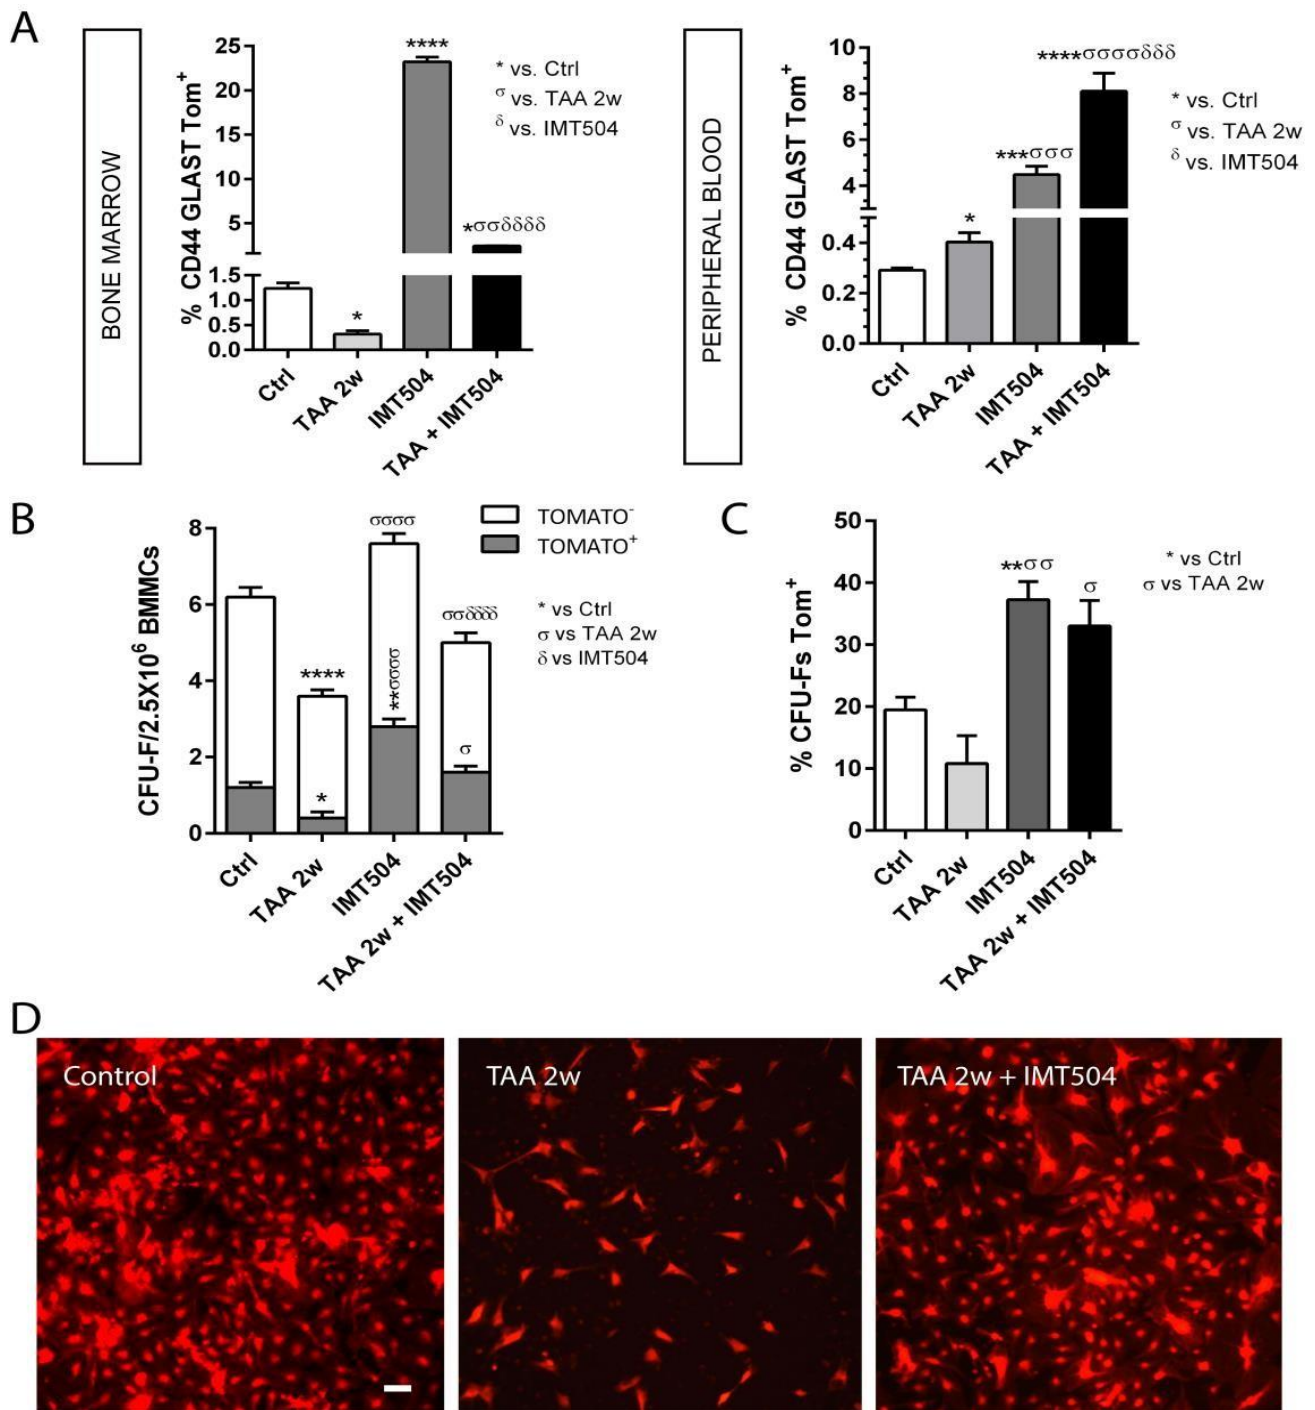 A
BONE MARROW
% CD44 GLAST Tom+
25
20
15
10
5
1.5
1.0
0.5
0.0
*
****
*σσδδδδ
* vs. Ctrl
σ vs. TAA 2w
δ vs. IMT504
Ctrl
TAA 2w
IMT504
TAA + IMT504
PERIPHERAL BLOOD
% CD44 GLAST Tom+
10
8
6
4
0.4
0.2
0.0
*
***σσσ
****σσσσδδδ
* vs. Ctrl
σ vs. TAA 2w
δ vs. IMT504
Ctrl
TAA 2w
IMT504
TAA + IMT504
B
CFU-F/2.5X10⁶ BMMCs
8
6
4
2
0
****
*
σσσσ
**σσσσ
σσδδδδ
σ
TOMATO-
TOMATO+
* vs Ctrl
σ vs TAA 2w
δ vs IMT504
Ctrl
TAA 2w
IMT504
TAA 2w + IMT504
C
% CFU-Fs Tom+
50
40
30
20
10
0
**σσ
σ
* vs Ctrl
σ vs TAA 2w
Ctrl
TAA 2w
IMT504
TAA 2w + IMT504
D
Control
TAA 2w
TAA 2w + IMT504